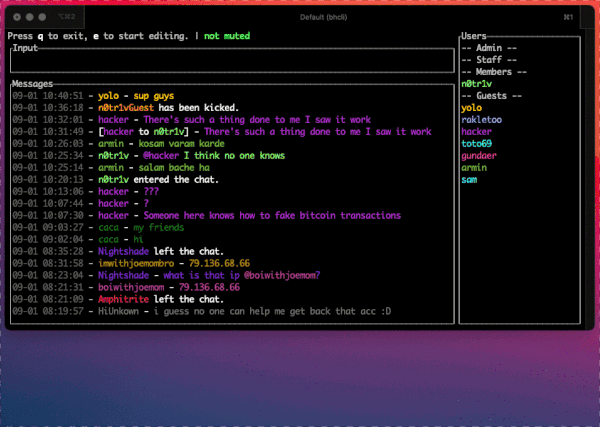 ⌥⌘2
Default (bhcli)
⌘1
Press q to exit, e to start editing. | not muted
Input
Messages
09-01 10:40:51 - yolo - sup guys
09-01 10:36:18 - n0tr1vGuest has been kicked.
09-01 10:32:01 - hacker - There's such a thing done to me I saw it work
09-01 10:31:49 - [hacker to n0tr1v] - There's such a thing done to me I saw it work
09-01 10:26:03 - armin - kosam varam karde
09-01 10:25:34 - n0tr1v - @hacker I think no one knows
09-01 10:25:14 - armin - salam bache ha
09-01 10:20:13 - n0tr1v entered the chat.
09-01 10:13:06 - hacker - ???
09-01 10:07:44 - hacker - ?
09-01 10:07:30 - hacker - Someone here knows how to fake bitcoin transactions
09-01 09:03:27 - caca - my friends
09-01 09:02:04 - caca - hi
09-01 08:35:28 - Nightshade left the chat.
09-01 08:31:58 - imwithjoemombro - 79.136.68.66
09-01 08:23:04 - Nightshade - what is that ip @boiwithjoemom?
09-01 08:21:31 - boiwithjoemom - 79.136.68.66
09-01 08:21:09 - Amphitrite left the chat.
09-01 08:19:57 - HiUnkown - i guess no one can help me get back that acc :D
Users
-- Admin --
-- Staff --
-- Members --
n0tr1v
-- Guests --
yolo
rakletoo
hacker
toto69
gundaer
armin
sam